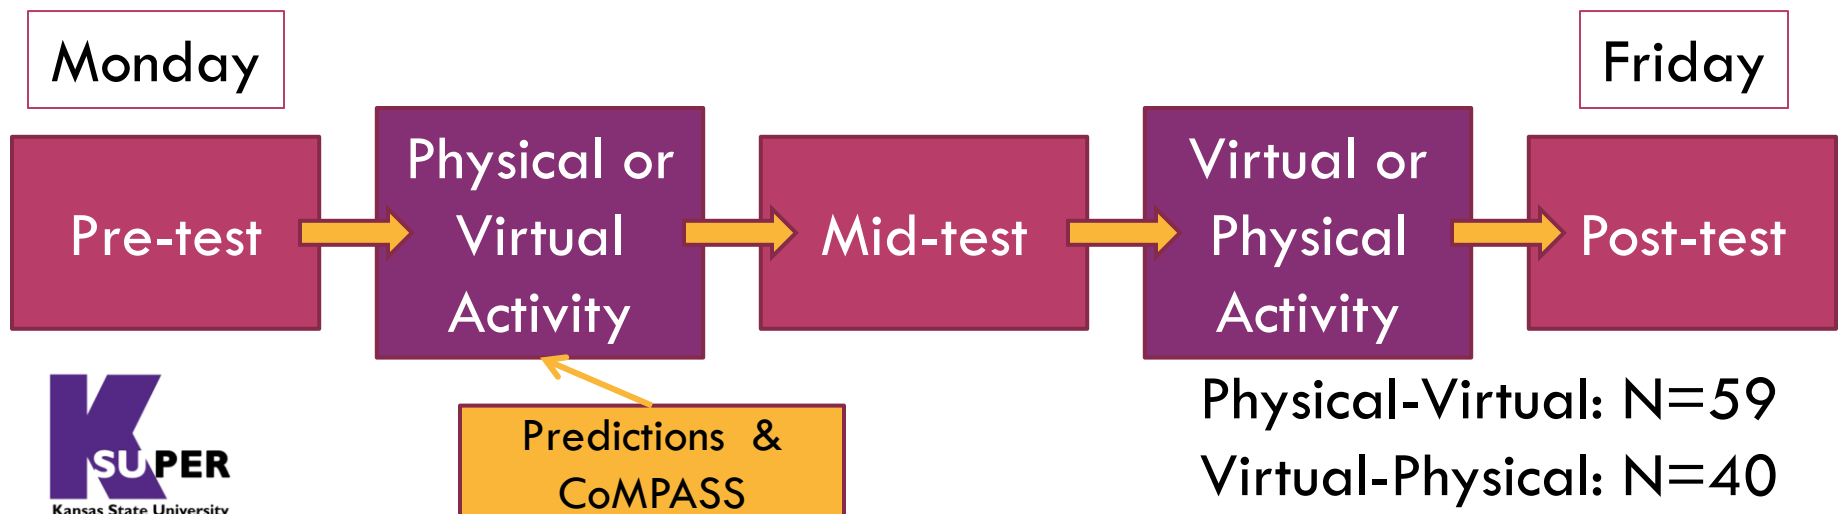 Monday
Friday
Pre-test
Physical or
Virtual
Activity
Mid-test
Virtual or
Physical
Activity
Post-test
Predictions &
CoMPASS
Physical-Virtual: N=59
Virtual-Physical: N=40
KSUPER
Kansas State University